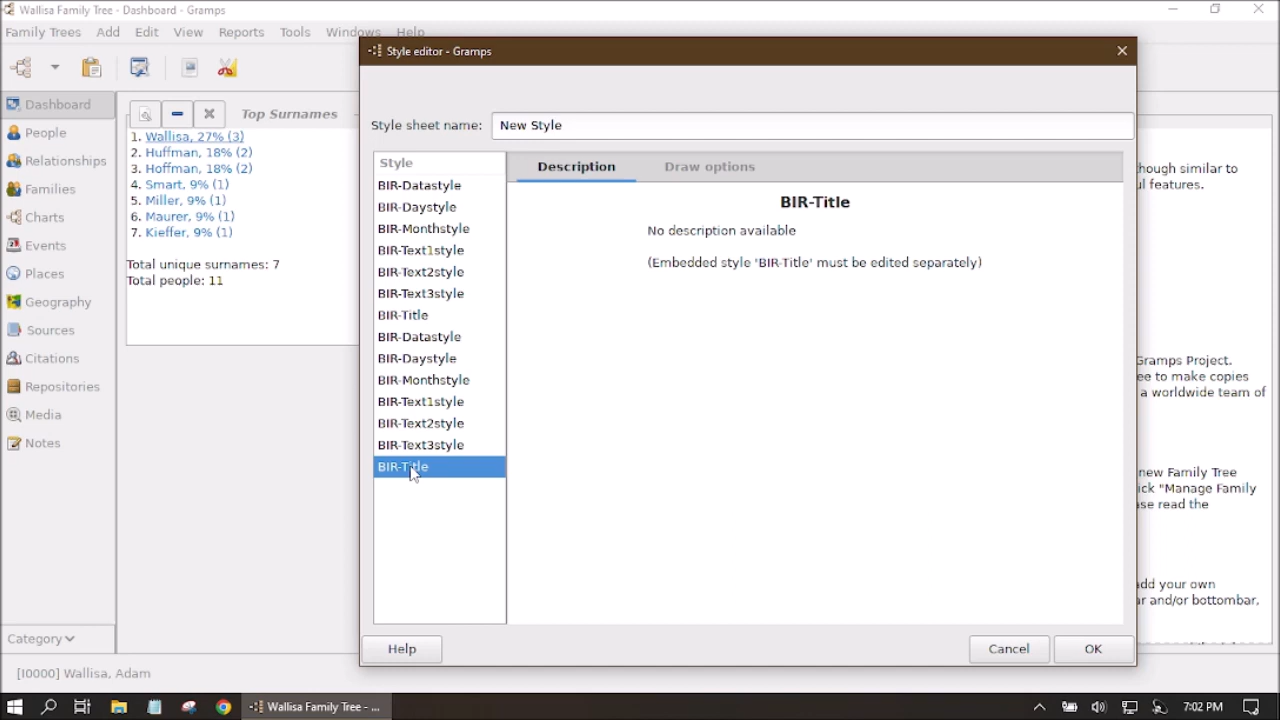 Wallisa Family Tree - Dashboard - Gramps
Family Trees Add Edit View Reports Tools Windows Help
Style editor - Gramps
Style sheet name: New Style
Style
BIR-Datastyle
BIR-Daystyle
BIR-Monthstyle
BIR-Text1style
BIR-Text2style
BIR-Text3style
BIR-Title
BIR-Datastyle
BIR-Daystyle
BIR-Monthstyle
BIR-Text1style
BIR-Text2style
BIR-Text3style
BIR-Title
Description Draw options
BIR-Title
No description available
(Embedded style 'BIR-Title' must be edited separately)
Help Cancel OK
Dashboard
People
Relationships
Families
Charts
Events
Places
Geography
Sources
Citations
Repositories
Media
Notes
Category
Top Surnames
1. Wallisa, 27% (3)
2. Huffman, 18% (2)
3. Hoffman, 18% (2)
4. Smart, 9% (1)
5. Miller, 9% (1)
6. Maurer, 9% (1)
7. Kieffer, 9% (1)
Total unique surnames: 7
Total people: 11
hough similar to
ul features.
Gramps Project.
ee to make copies
a worldwide team of
new Family Tree
ick "Manage Family
ase read the
add your own
ar and/or bottombar,
[I0000] Wallisa, Adam
Wallisa Family Tree - ...
7:02 PM